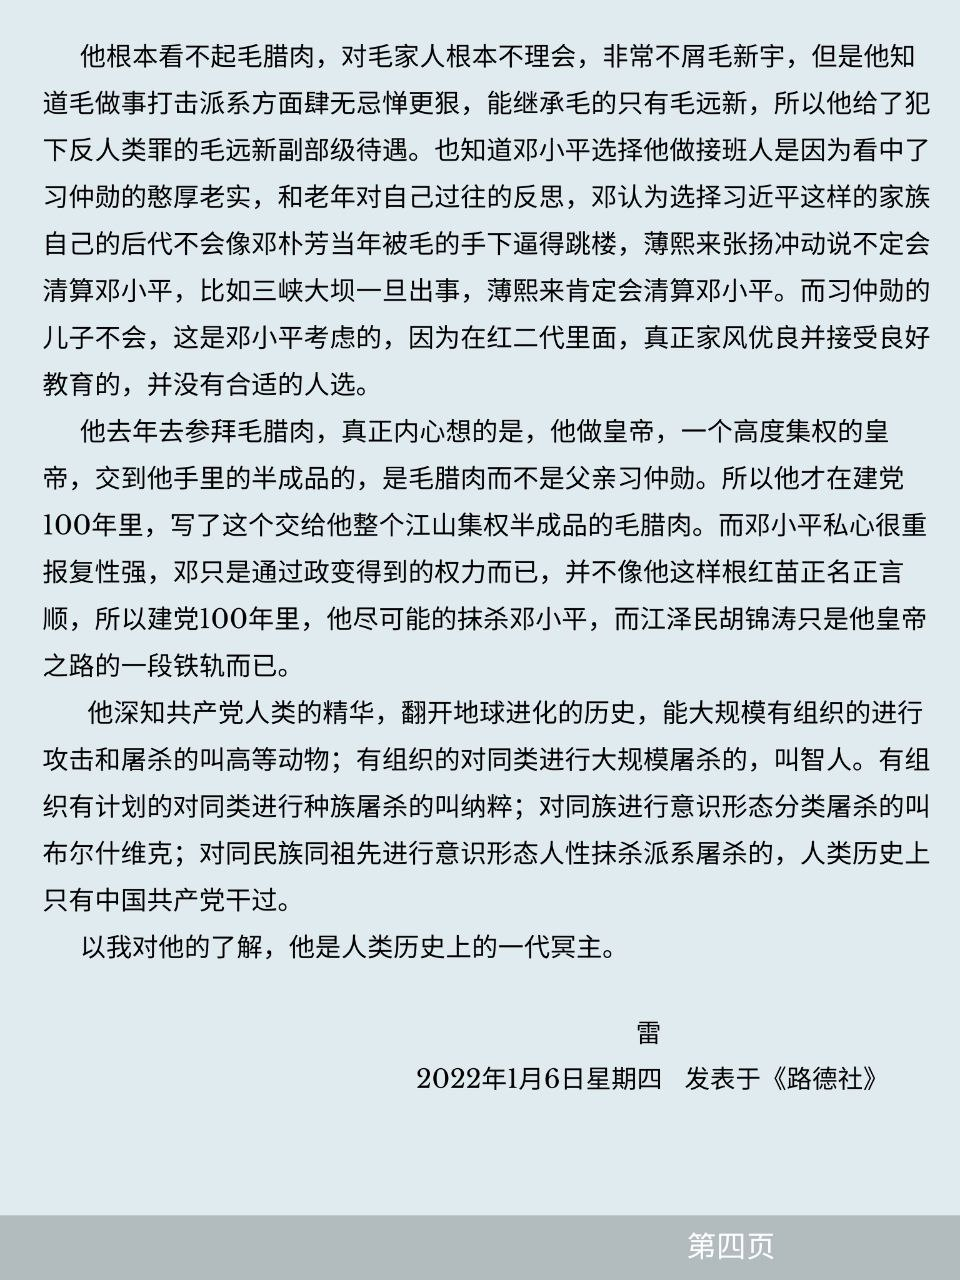 他根本看不起毛腊肉，对毛家人根本不理会，非常不屑毛新宇，但是他知
道毛做事打击派系方面肆无忌惮更狠，能继承毛的只有毛远新，所以他给了犯
下反人类罪的毛远新副部级待遇。也知道邓小平选择他做接班人是因为看中了
习仲勋的憨厚老实，和老年对自己过往的反思，邓认为选择习近平这样的家族
自己的后代不会像邓朴芳当年被毛的手下逼得跳楼，薄熙来张扬冲动说不定会
清算邓小平，比如三峡大坝一旦出事，薄熙来肯定会清算邓小平。而习仲勋的
儿子不会，这是邓小平考虑的，因为在红二代里面，真正家风优良并接受良好
教育的，并没有合适的人选。
他去年去参拜毛腊肉，真正内心想的是，他做皇帝，一个高度集权的皇
帝，交到他手里的半成品的，是毛腊肉而不是父亲习仲勋。所以他才在建党
100年里，写了这个交给他整个江山集权半成品的毛腊肉。而邓小平私心很重
报复性强，邓只是通过政变得到的权力而已，并不像他这样根红苗正名正言
顺，所以建党100年里，他尽可能的抹杀邓小平，而江泽民胡锦涛只是他皇帝
之路的一段铁轨而已。
他深知共产党人类的精华，翻开地球进化的历史，能大规模有组织的进行
攻击和屠杀的叫高等动物；有组织的对同类进行大规模屠杀的，叫智人。有组
织有计划的对同类进行种族屠杀的叫纳粹；对同族进行意识形态分类屠杀的叫
布尔什维克；对同民族同祖先进行意识形态人性抹杀派系屠杀的，人类历史上
只有中国共产党干过。
以我对他的了解，他是人类历史上的一代冥主。
雷
2022年1月6日星期四 发表于《路德社》
第四页